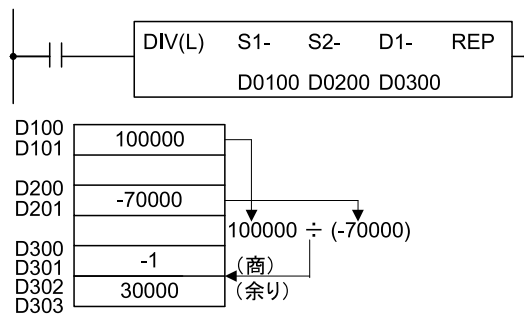 DIV(L) S1- S2- D1- REP
D0100 D0200 D0300
D100
D101
100000
D200
D201
-70000
100000 ÷ (-70000)
D300
D301
-1
(商)
D302
D303
30000
(余り)